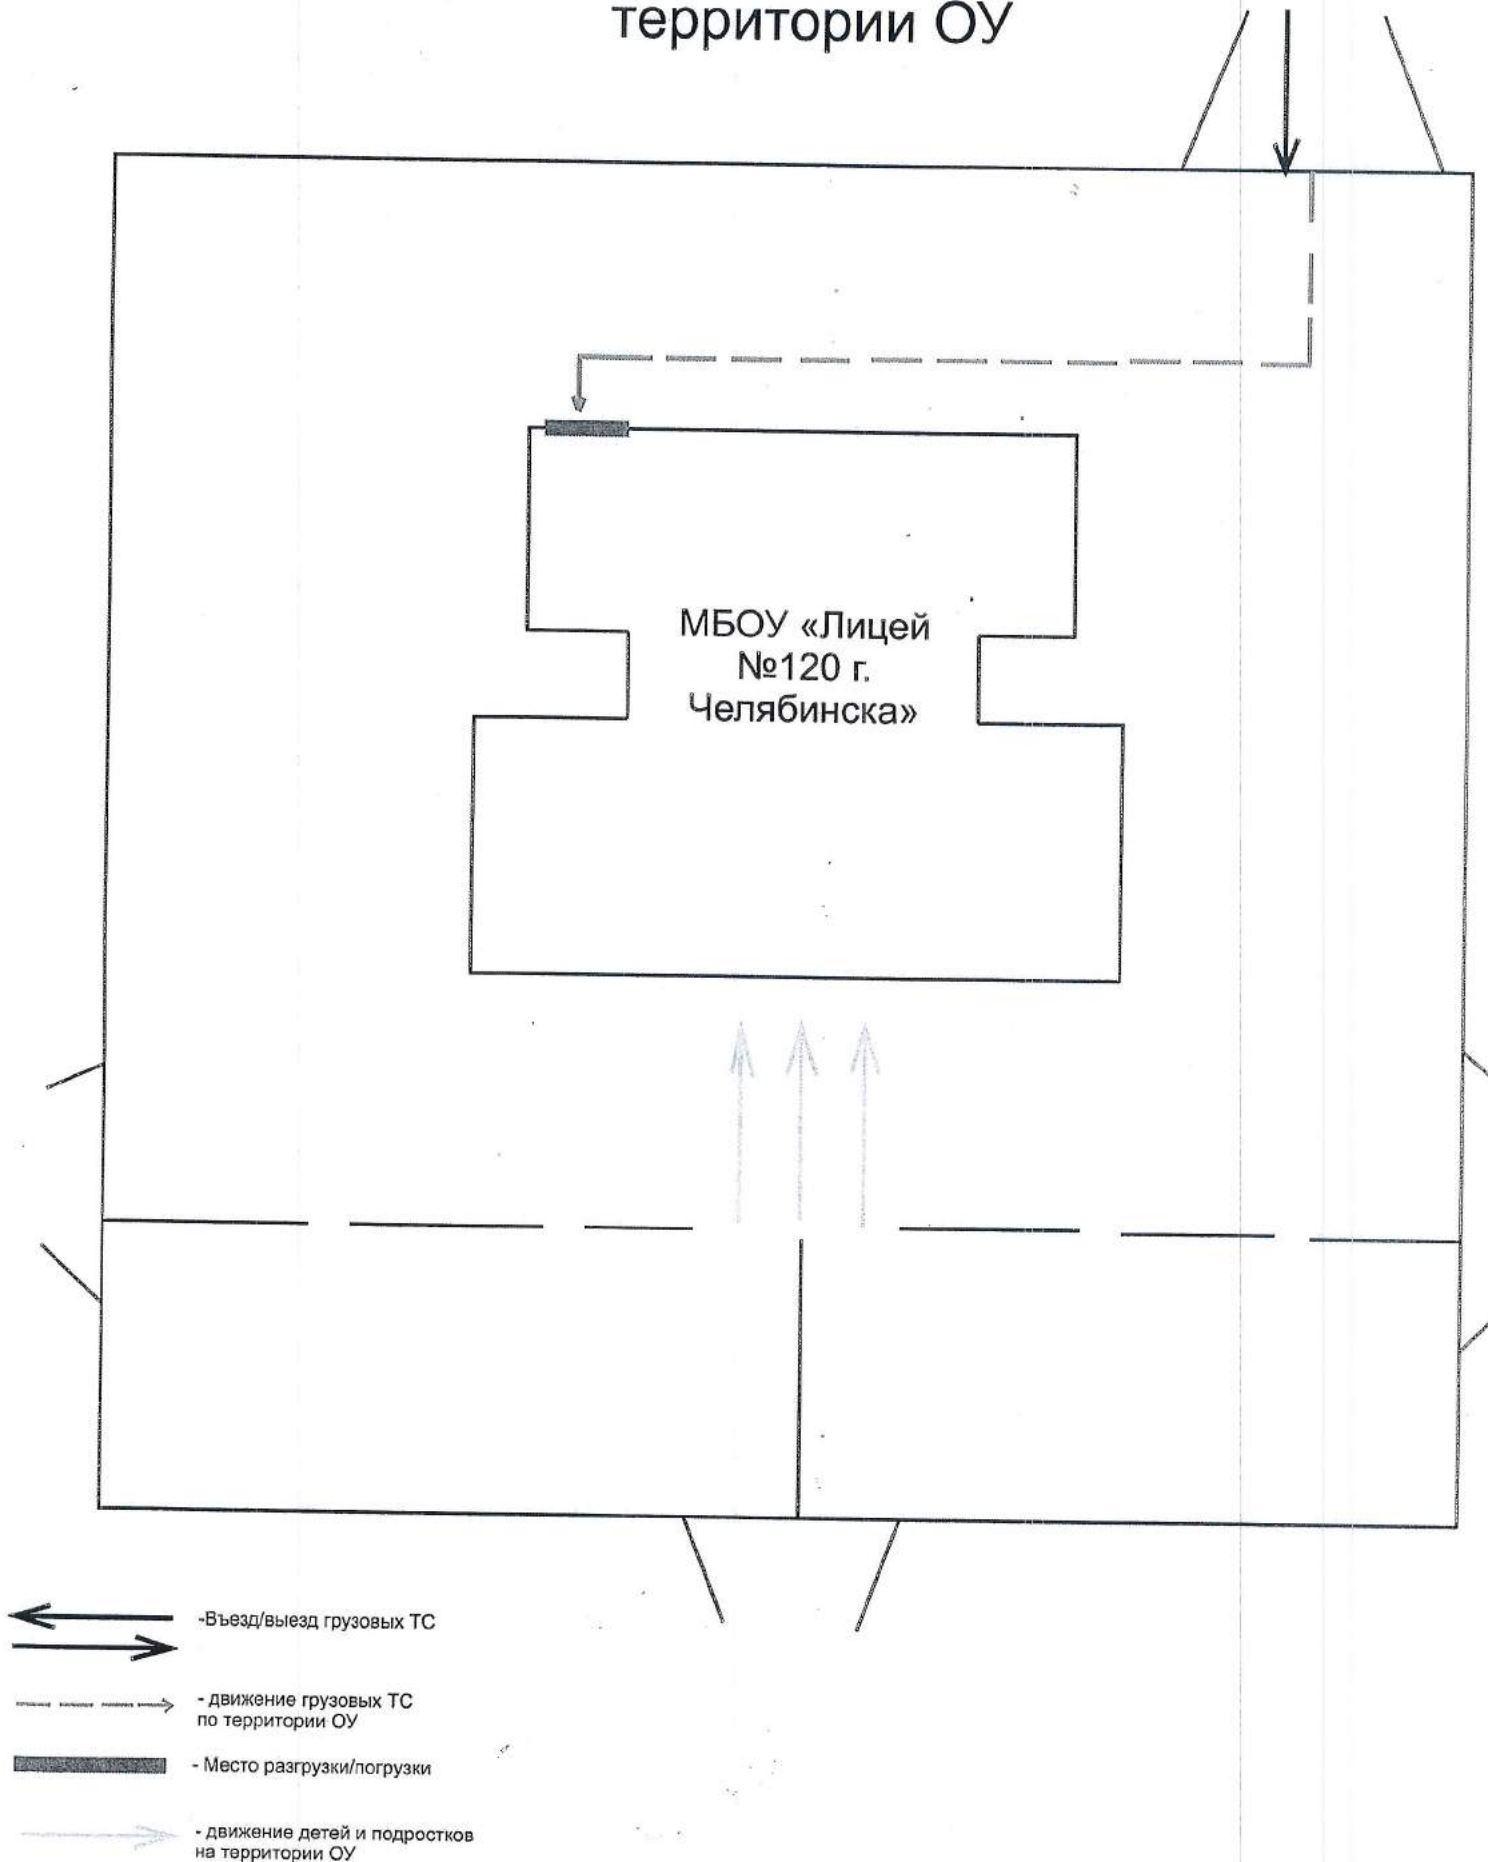 территории ОУ
МБОУ «Лицей
№120 г.
Челябинска»
-Въезд/выезд грузовых ТС
- движение грузовых ТС
по территории ОУ
- Место разгрузки/погрузки
- движение детей и подростков
на территории ОУ